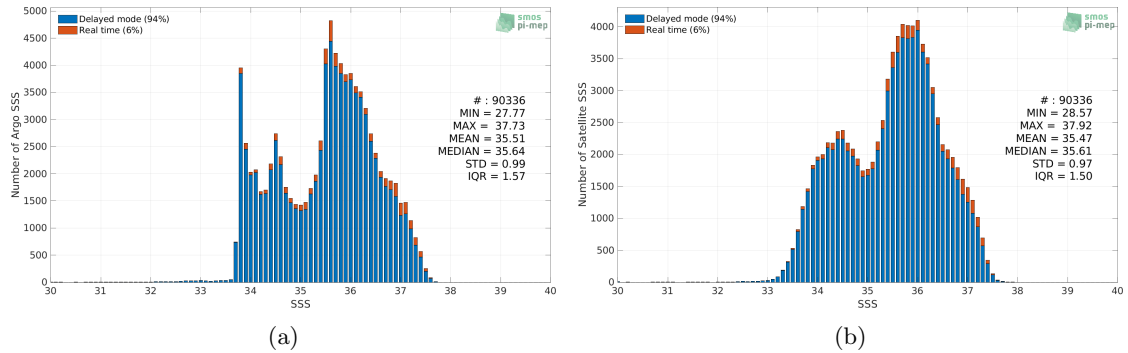 Delayed mode (94%)
Real time (6%)
smos
pi-mep
5000
4500
4000
3500
3000
2500
2000
1500
1000
500
0
Number of Argo SSS
# : 90336
MIN = 27.77
MAX = 37.73
MEAN = 35.51
MEDIAN = 35.64
STD = 0.99
IQR = 1.57
30 31 32 33 34 35 36 37 38 39 40
SSS
(a)
Delayed mode (94%)
Real time (6%)
smos
pi-mep
4000
3500
3000
2500
2000
1500
1000
500
0
Number of Satellite SSS
# : 90336
MIN = 28.57
MAX = 37.92
MEAN = 35.47
MEDIAN = 35.61
STD = 0.97
IQR = 1.50
30 31 32 33 34 35 36 37 38 39 40
SSS
(b)